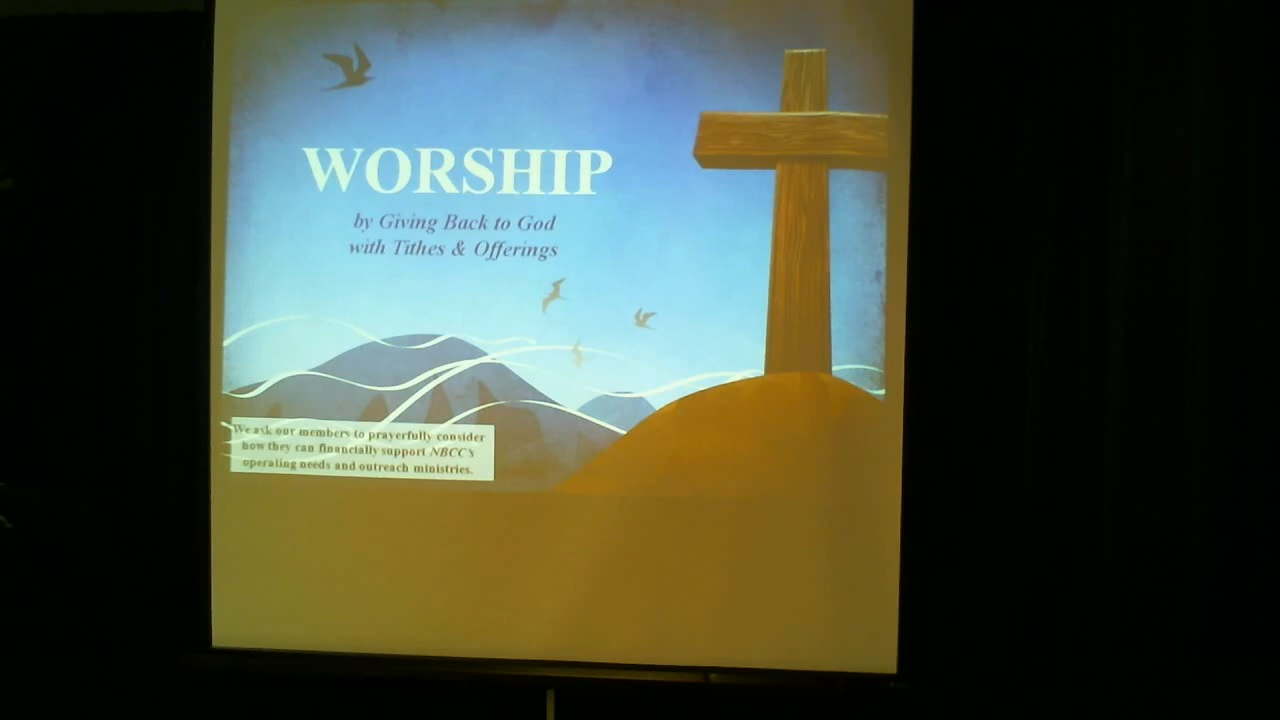 WORSHIP
by Giving Back to God
with Tithes & Offerings
We ask our members to prayerfully consider
how they can financially support NBCC's
operating needs and outreach ministries.